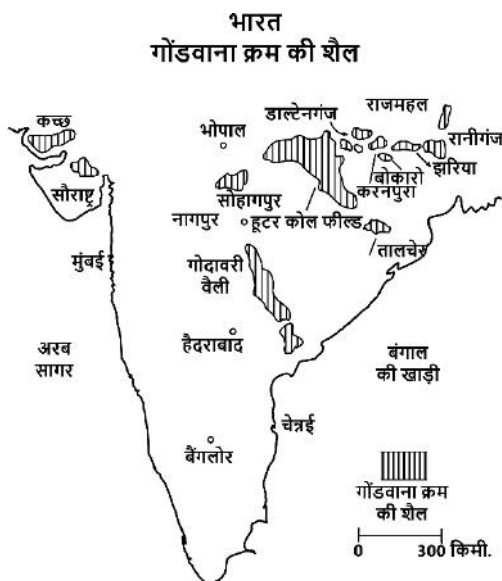 भारत
गोंडवाना क्रम की शैल
राजमहल
डाल्टेनगंज
कच्छ
भोपाल
रानीगंज
झरिया
बोकारो
करनपुरा
सौराष्ट्र
सोहागपुर
नागपुर
हूटर कोल फील्ड
तालचेर
मुंबई
गोदावरी
वैली
हैदराबाद
अरब
सागर
बंगाल
की खाड़ी
चेन्नई
बैंगलोर
गोंडवाना क्रम
की शैल
0 300 किमी.